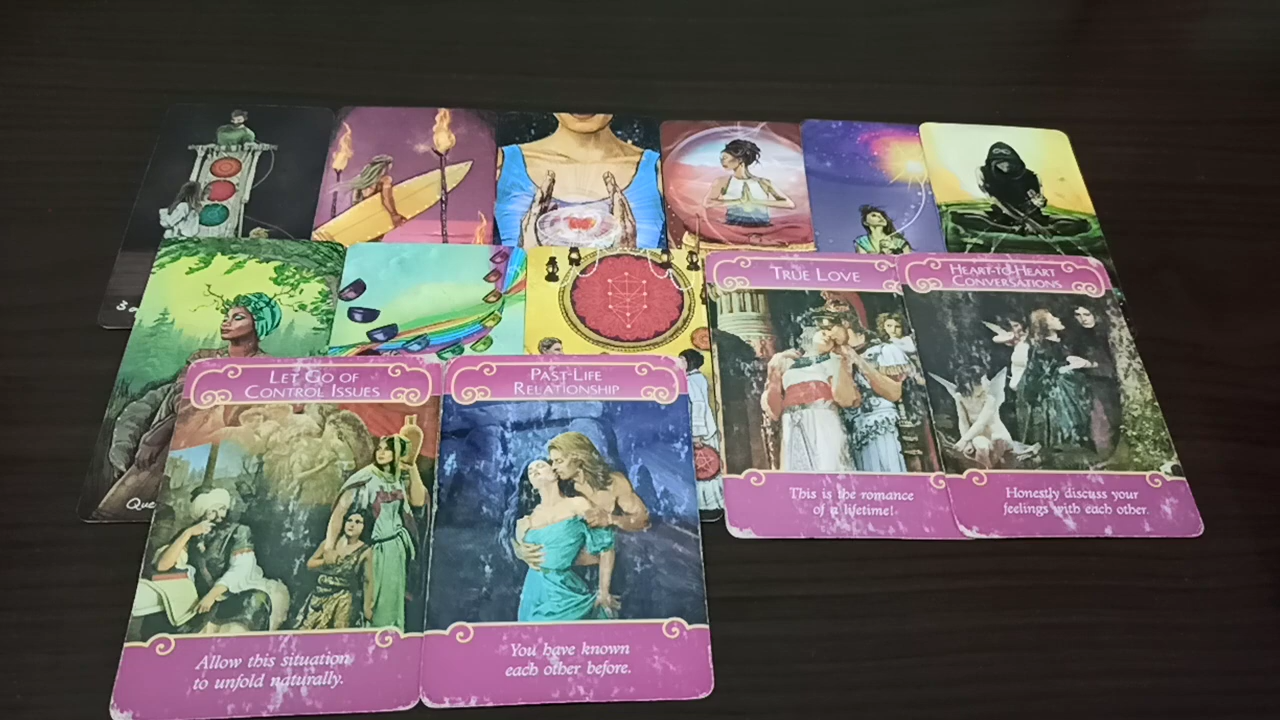 3
Que
TRUE LOVE
HEART-TO-HEART
CONVERSATIONS
LET GO OF
CONTROL ISSUES
PAST-LIFE
RELATIONSHIP
This is the romance
of a lifetime!
Honestly discuss your
feelings with each other.
Allow this situation
to unfold naturally.
You have known
each other before.